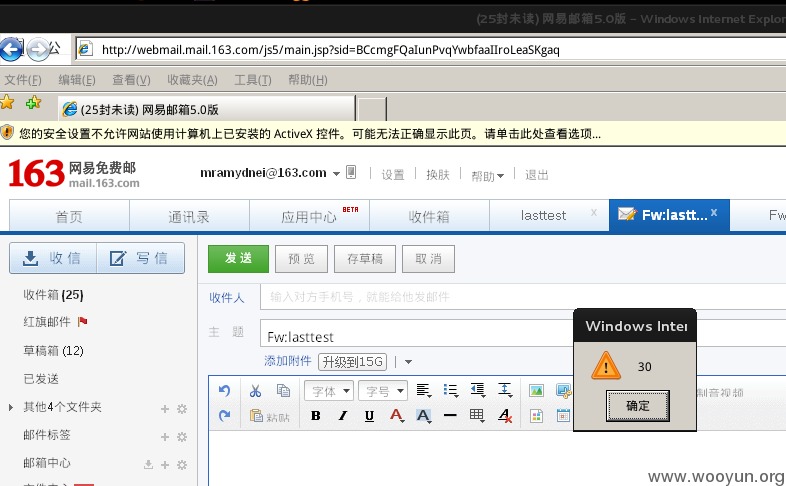 (25封未读) 网易邮箱5.0版 - Windows Internet Explor
公 http://webmail.mail.163.com/js5/main.jsp?sid=BCcmgFQaIunPvqYwbfaaIIroLeaSKgaq
文件(F) 编辑(E) 查看(V) 收藏夹(A) 工具(T) 帮助(H)
(25封未读) 网易邮箱5.0版
您的安全设置不允许网站使用计算机上已安装的 ActiveX 控件。可能无法正确显示此页。请单击此处查看选项...
163 网易免费邮
mail.163.com
mramydnei@163.com 设置 换肤 帮助 退出
首页 通讯录 应用中心 BETA 收件箱 lasttest x Fw:lastt... x Fw
收信 写信 发送 预览 存草稿 取消
收件箱 (25) 收件人 输入对方手机号，就能给他发邮件
红旗邮件
主 题 Fw:lasttest
草稿箱 (12) 添加附件 升级到15G
已发送
其他4个文件夹
邮件标签
邮箱中心
字体 字号
粘贴 B I U A A
制音视频
Windows Inter
30
确定
www.wooyun.org